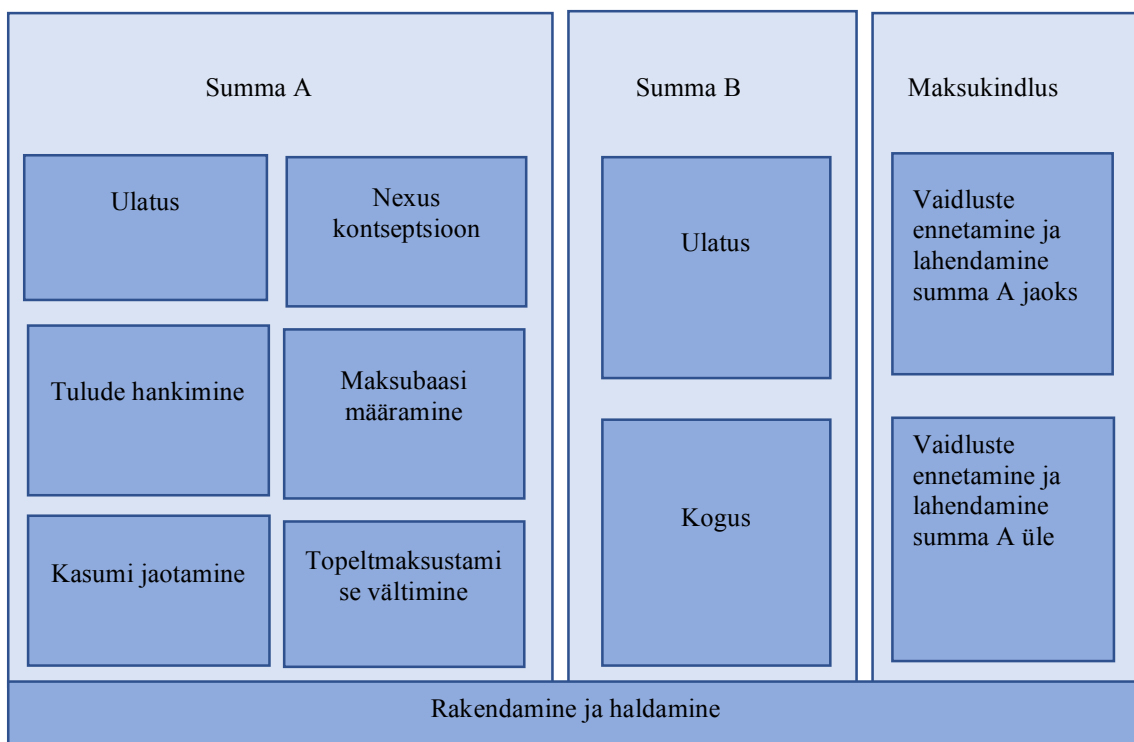 Summa A
Ulatus
Nexus
kontseptsioon
Tulude hankimine
Maksubaasi
määramine
Kasumi jaotamine
Topeltmaksustami
se vältimine
Summa B
Ulatus
Kogus
Maksukindlus
Vaidluste
ennetamine ja
lahendamine
summa A jaoks
Vaidluste
ennetamine ja
lahendamine
summa A üle
Rakendamine ja haldamine